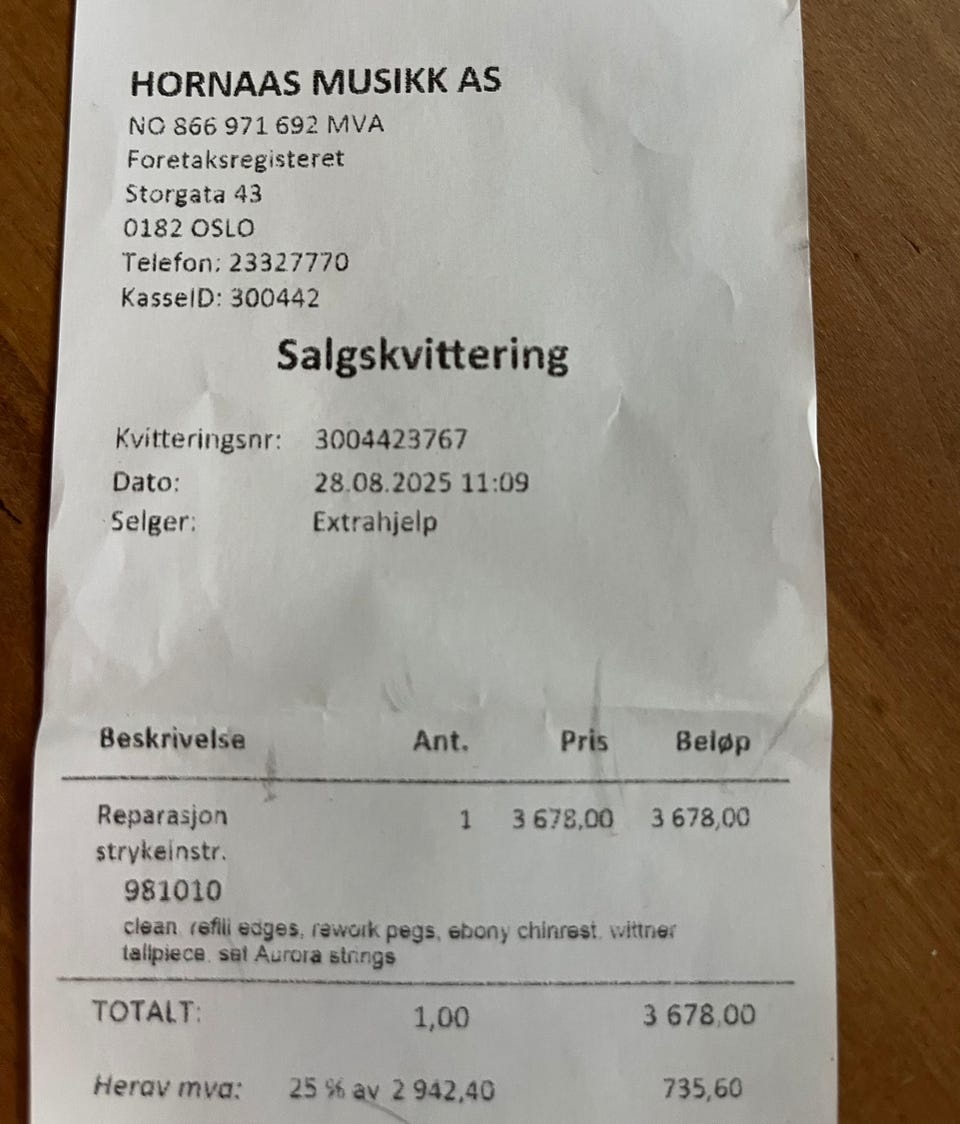 HORNAAS MUSIKK AS
NO 866 971 692 MVA
Foretaksregisteret
Storgata 43
0182 OSLO
Telefon: 23327770
KasseID: 300442
Salgskvittering
Kvitteringsnr: 3004423767
Dato: 28.08.2025 11:09
Selger: Extrahjelp
Beskrivelse Ant. Pris Beløp
Reparasjon 1 3 678,00 3 678,00
strykeinstr.
981010
clean, refill edges, rework pegs, ebony chinrest, wittner
tailpiece, set Aurora strings
TOTALT: 1,00 3 678,00
Herav mva: 25 % av 2 942,40 735,60